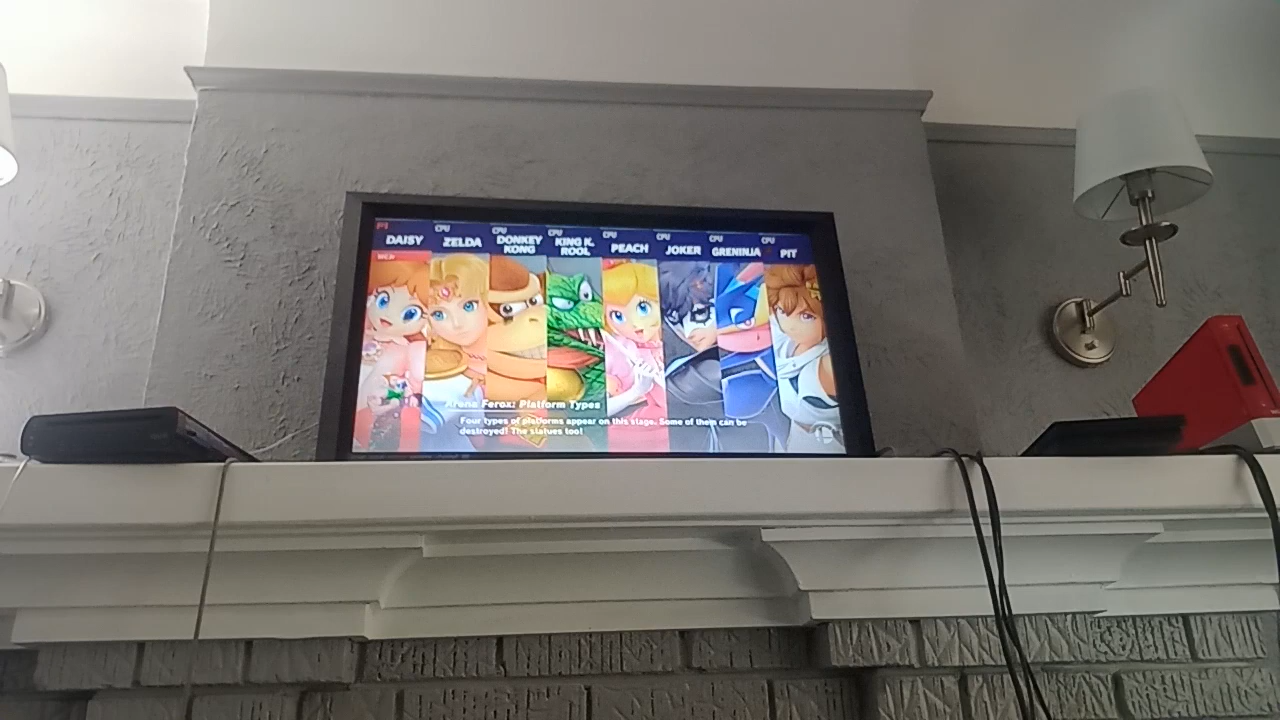 P1
DAISY
CPU
ZELDA
CPU
DONKEY
KONG
CPU
KING K.
ROOL
CPU
PEACH
CPU
JOKER
CPU
GRENINJA
CPU
PIT
Arena Ferox: Platform Types
Four types of platforms appear on this stage. Some of them can be
destroyed! The statues too!